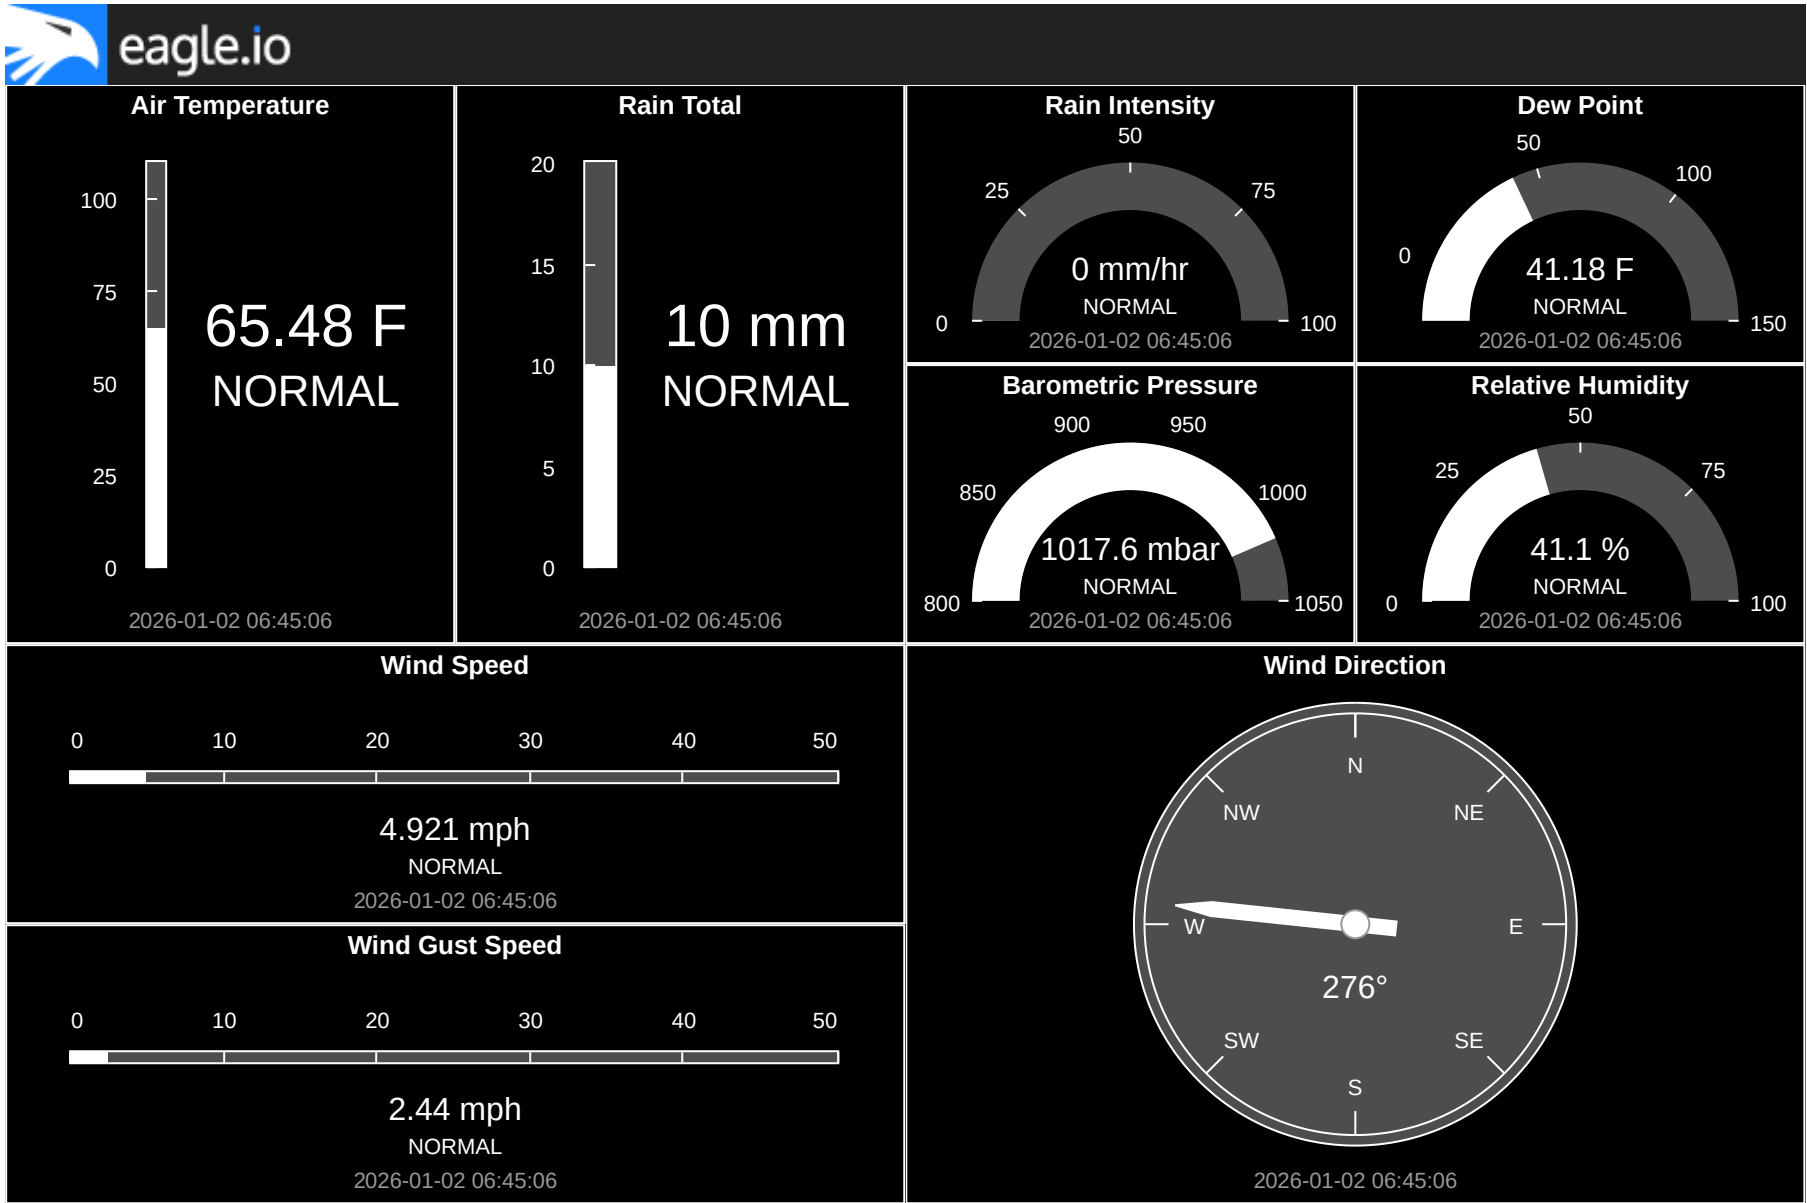 eagle.io
Air Temperature
100
75
50
25
0
65.48 F
NORMAL
2026-01-02 06:45:06
Rain Total
20
15
10
5
0
10 mm
NORMAL
2026-01-02 06:45:06
Rain Intensity
0
25
50
75
100
0 mm/hr
NORMAL
2026-01-02 06:45:06
Dew Point
0
50
100
150
41.18 F
NORMAL
2026-01-02 06:45:06
Barometric Pressure
800
850
900
950
1000
1050
1017.6 mbar
NORMAL
2026-01-02 06:45:06
Relative Humidity
0
25
50
75
100
41.1 %
NORMAL
2026-01-02 06:45:06
Wind Speed
0 10 20 30 40 50
4.921 mph
NORMAL
2026-01-02 06:45:06
Wind Gust Speed
0 10 20 30 40 50
2.44 mph
NORMAL
2026-01-02 06:45:06
Wind Direction
N
NW NE
W E
276°
SW SE
S
2026-01-02 06:45:06